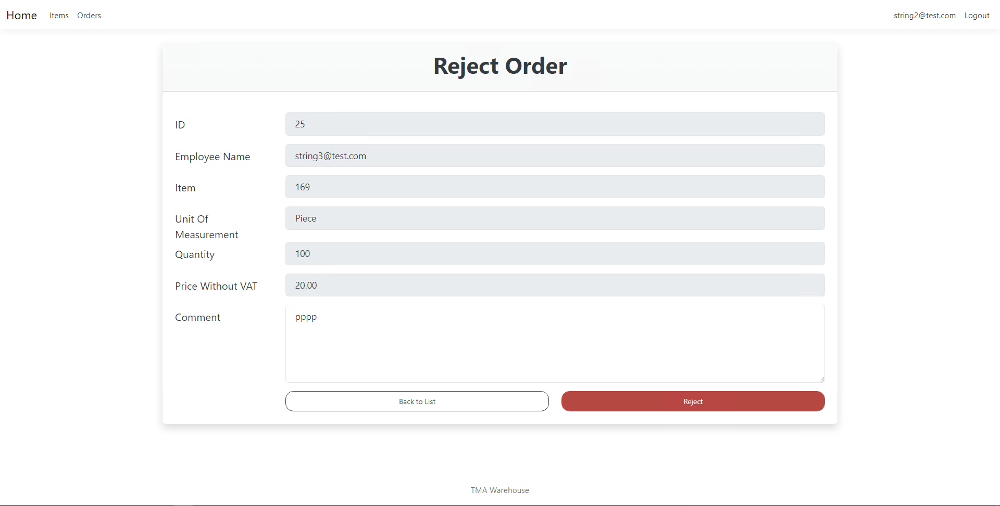 Home Items Orders string2@test.com Logout
Reject Order
ID 25
Employee Name string3@test.com
Item 169
Unit Of Piece
Measurement
Quantity 100
Price Without VAT 20.00
Comment pppp
Back to List Reject
TMA Warehouse